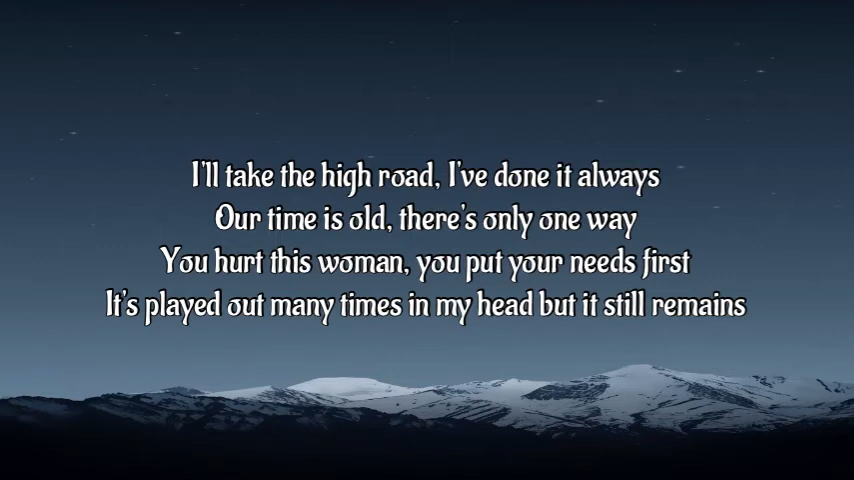 I'll take the high road, I've done it always
Our time is old, there's only one way
You hurt this woman, you put your needs first
It's played out many times in my head but it still remains